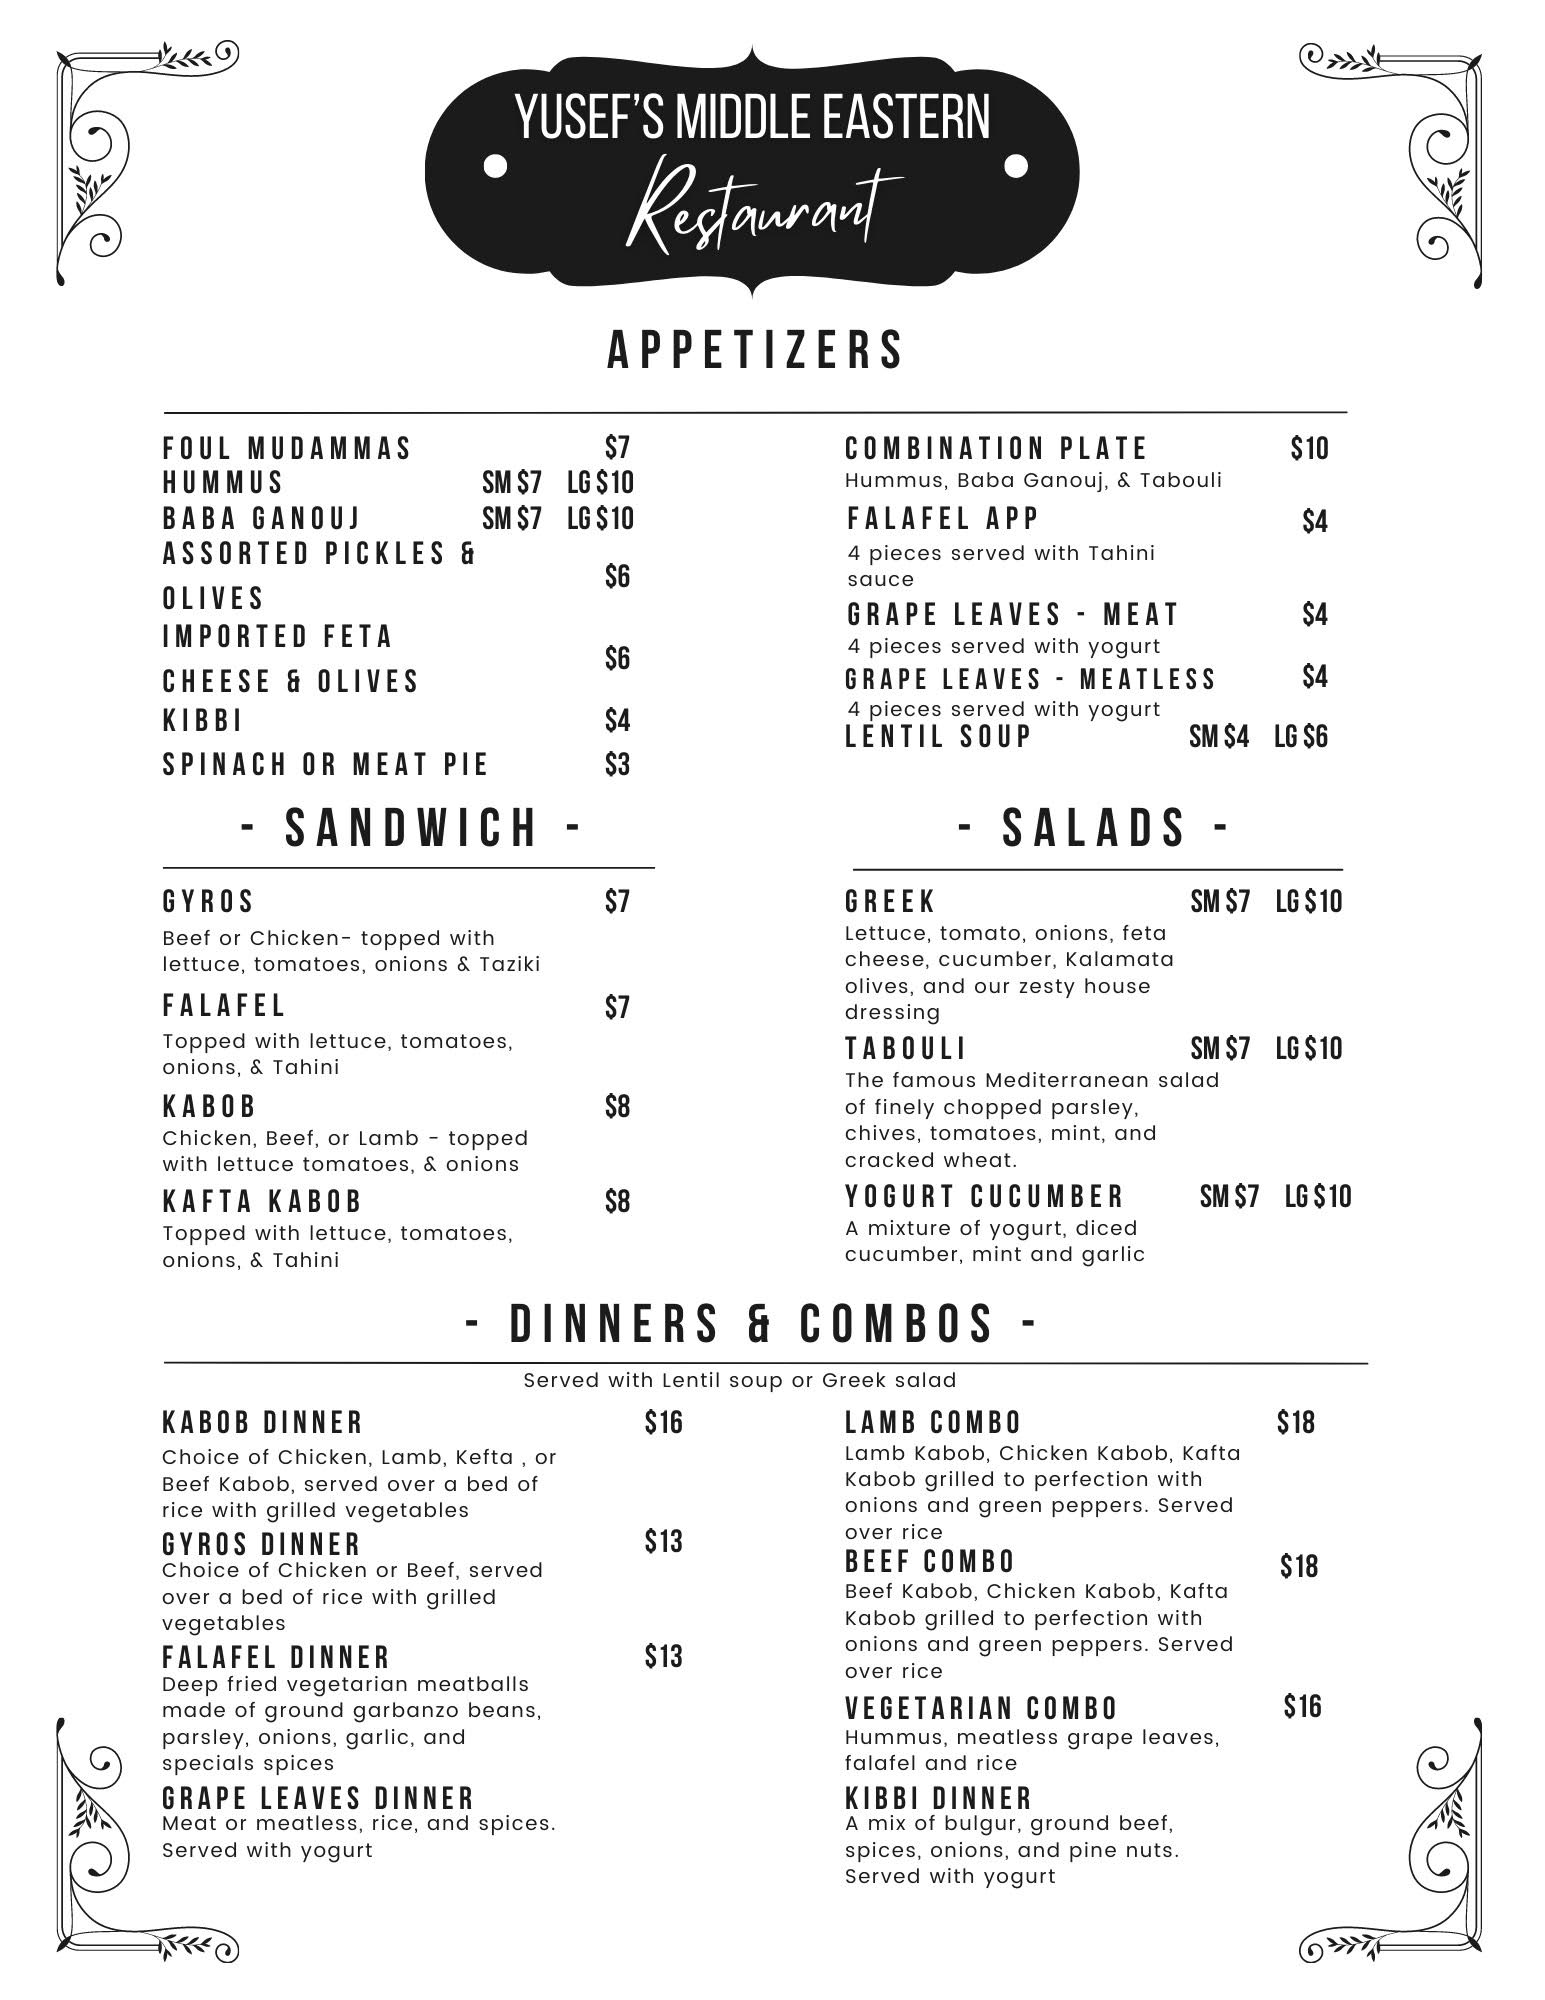 YUSEF'S MIDDLE EASTERN
Restaurant
APPETIZERS
FOUL MUDAMMAS $7
HUMMUS SM $7 LG $10
BABA GANOUJ SM $7 LG $10
ASSORTED PICKLES &
OLIVES $6
IMPORTED FETA
CHEESE & OLIVES $6
KIBBI $4
SPINACH OR MEAT PIE $3
COMBINATION PLATE $10
Hummus, Baba Ganouj, & Tabouli
FALAFEL APP $4
4 pieces served with Tahini
sauce
GRAPE LEAVES - MEAT $4
4 pieces served with yogurt
GRAPE LEAVES - MEATLESS $4
4 pieces served with yogurt
LENTIL SOUP SM $4 LG $6
- SANDWICH -
GYROS $7
Beef or Chicken- topped with
lettuce, tomatoes, onions & Taziki
FALAFEL $7
Topped with lettuce, tomatoes,
onions, & Tahini
KABOB $8
Chicken, Beef, or Lamb - topped
with lettuce tomatoes, & onions
KAFTA KABOB $8
Topped with lettuce, tomatoes,
onions, & Tahini
- SALADS -
GREEK SM $7 LG $10
Lettuce, tomato, onions, feta
cheese, cucumber, Kalamata
olives, and our zesty house
dressing
TABOULI SM $7 LG $10
The famous Mediterranean salad
of finely chopped parsley,
chives, tomatoes, mint, and
cracked wheat.
YOGURT CUCUMBER SM $7 LG $10
A mixture of yogurt, diced
cucumber, mint and garlic
- DINNERS & COMBOS -
Served with Lentil soup or Greek salad
KABOB DINNER $16
Choice of Chicken, Lamb, Kefta , or
Beef Kabob, served over a bed of
rice with grilled vegetables
GYROS DINNER $13
Choice of Chicken or Beef, served
over a bed of rice with grilled
vegetables
FALAFEL DINNER $13
Deep fried vegetarian meatballs
made of ground garbanzo beans,
parsley, onions, garlic, and
specials spices
GRAPE LEAVES DINNER
Meat or meatless, rice, and spices.
Served with yogurt
LAMB COMBO $18
Lamb Kabob, Chicken Kabob, Kafta
Kabob grilled to perfection with
onions and green peppers. Served
over rice
BEEF COMBO $18
Beef Kabob, Chicken Kabob, Kafta
Kabob grilled to perfection with
onions and green peppers. Served
over rice
VEGETARIAN COMBO $16
Hummus, meatless grape leaves,
falafel and rice
KIBBI DINNER
A mix of bulgur, ground beef,
spices, onions, and pine nuts.
Served with yogurt